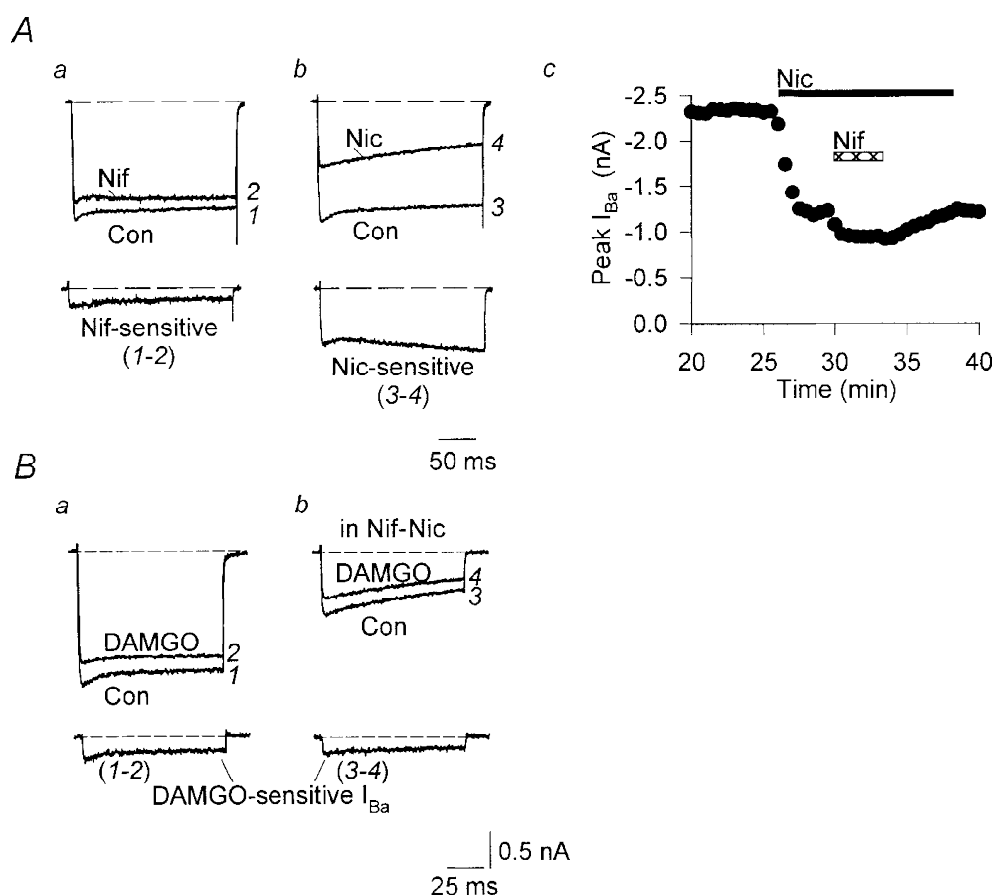 A
a
Nif
2
1
Con
Nif-sensitive
(1-2)
b
Nic
4
3
Con
Nic-sensitive
(3-4)
50 ms
c
Nic
Nif
Peak I_Ba (nA)
-2.5
-2.0
-1.5
-1.0
-0.5
0.0
20 25 30 35 40
Time (min)
B
a
DAMGO
2
1
Con
(1-2)
b
in Nif-Nic
DAMGO
4
3
Con
(3-4)
DAMGO-sensitive I_Ba
0.5 nA
25 ms